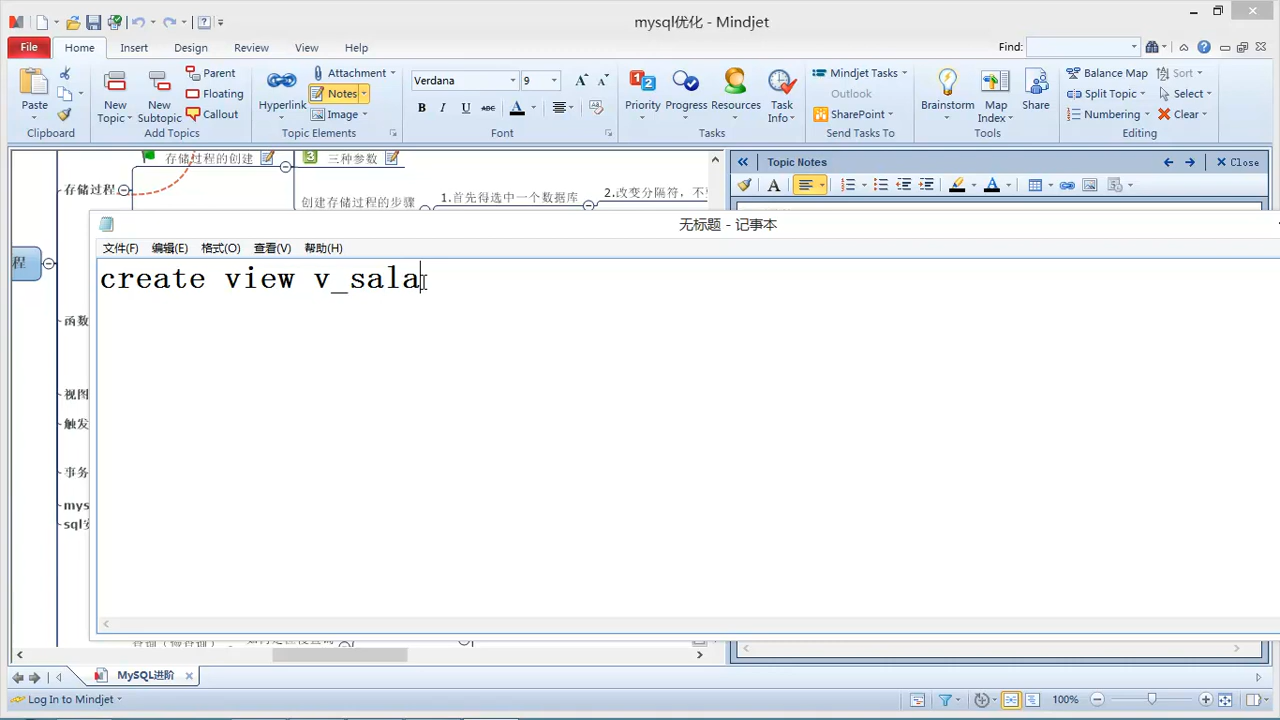 mysql优化 - Mindjet
File Home Insert Design Review View Help Find:
Paste
New Topic
New Subtopic
Parent
Floating
Callout
Hyperlink
Attachment
Notes
Image
Verdana 9
B I U abc A
Priority Progress Resources Task Info
Mindjet Tasks
Outlook
SharePoint
Brainstorm Map Index Share
Balance Map
Split Topic
Numbering
Sort
Select
Clear
Clipboard Add Topics Topic Elements Font Tasks Send Tasks To Tools Editing
存储过程的创建 3 三种参数
存储过程
创建存储过程的步骤 1.首先得选中一个数据库 2.改变分隔符，不
Topic Notes Close
无标题 - 记事本
文件(F) 编辑(E) 格式(O) 查看(V) 帮助(H)
create view v_sala
程
函数
视图
触发
事务
mys
sql
MySQL进阶
Log In to Mindjet 100%